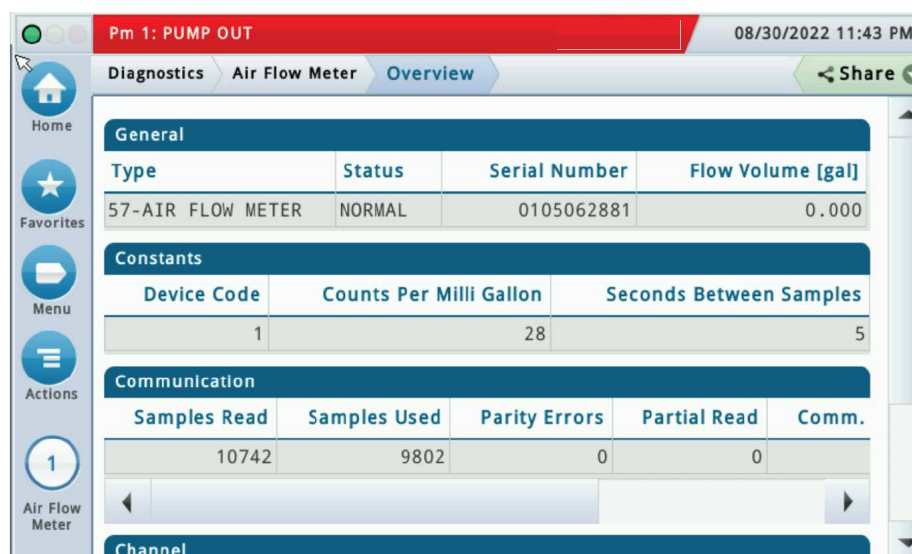 Pm 1: PUMP OUT
08/30/2022 11:43 PM
Diagnostics Air Flow Meter Overview Share
Home
Favorites
Menu
Actions
1
Air Flow
Meter
General
Type Status Serial Number Flow Volume [gal]
57-AIR FLOW METER NORMAL 0105062881 0.000
Constants
Device Code Counts Per Milli Gallon Seconds Between Samples
1 28 5
Communication
Samples Read Samples Used Parity Errors Partial Read Comm.
10742 9802 0 0
Channel